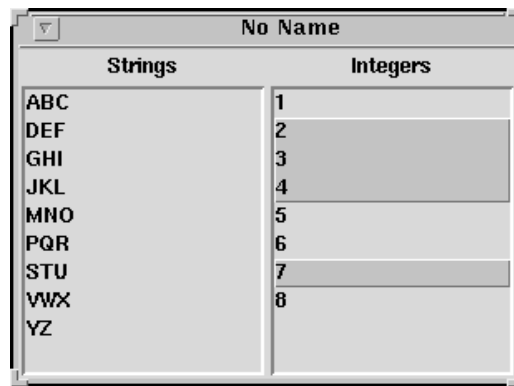 No Name
Strings
Integers
ABC
DEF
GHI
JKL
MNO
PQR
STU
VWX
YZ
1
2
3
4
5
6
7
8